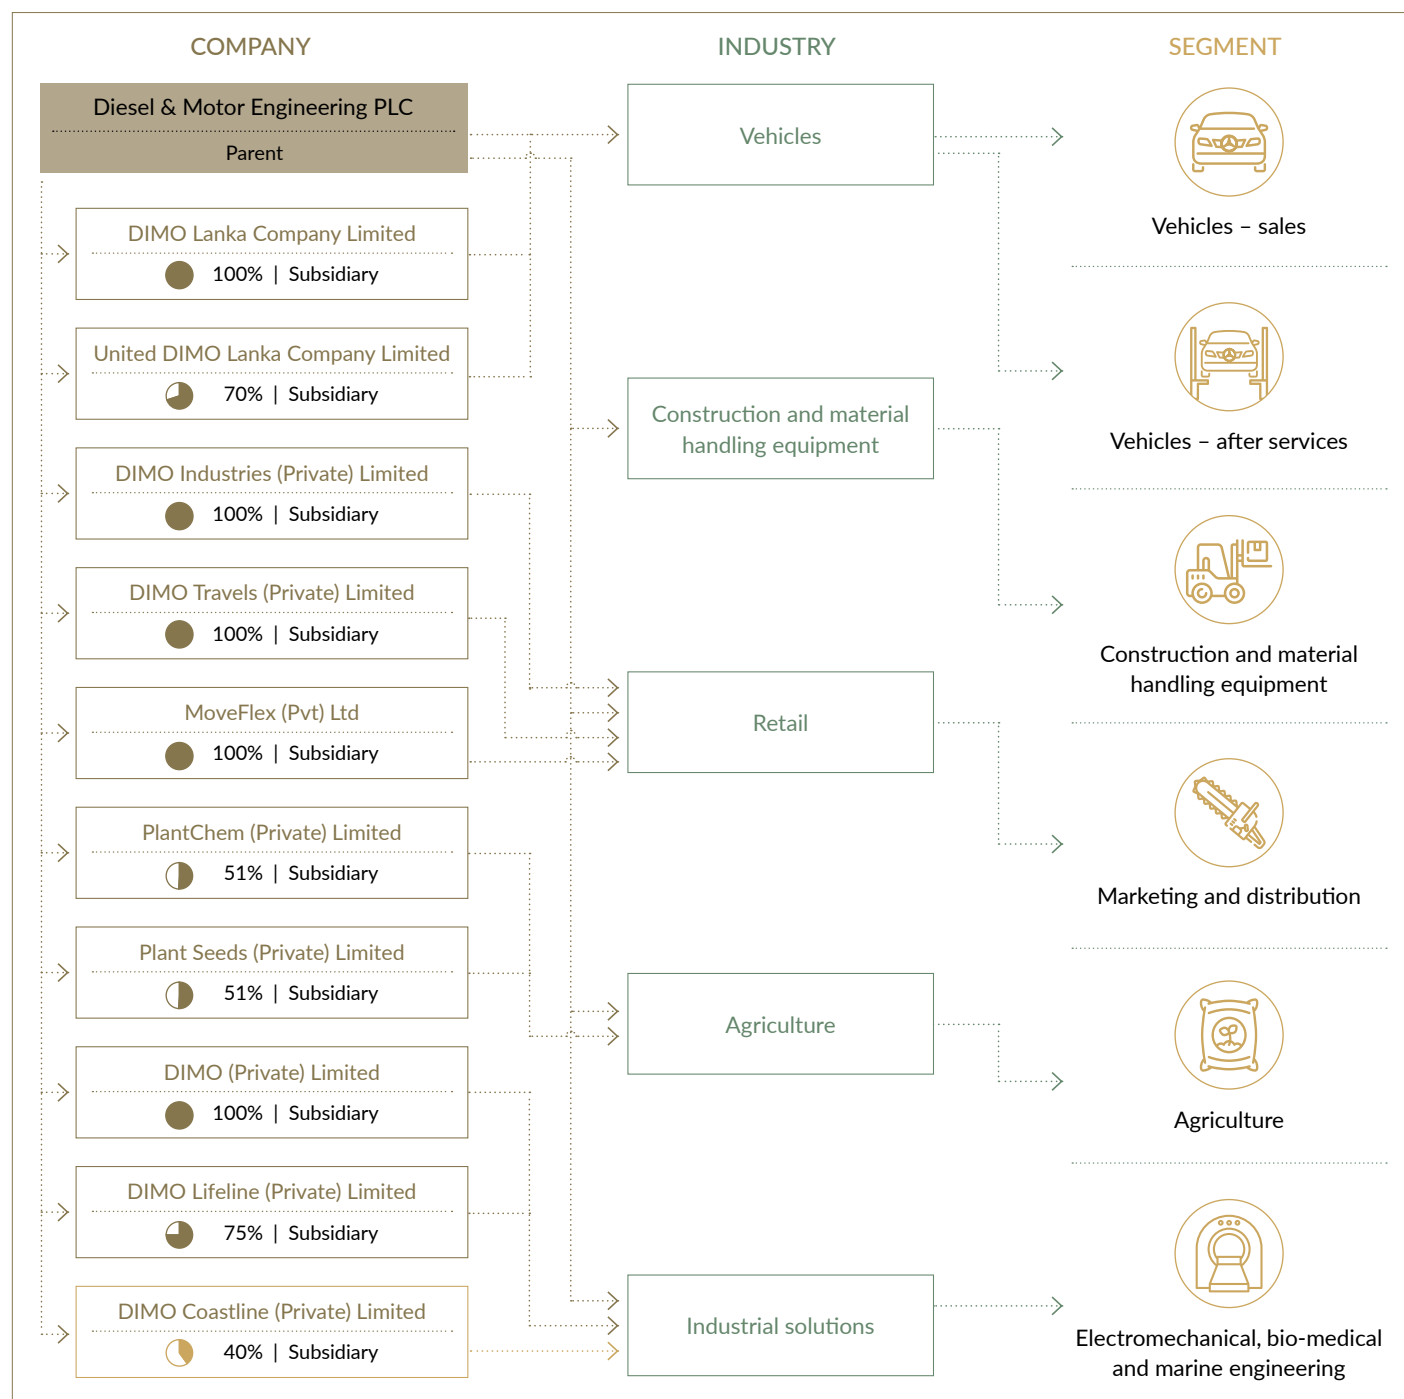 COMPANY
Diesel & Motor Engineering PLC
Parent
DIMO Lanka Company Limited
100% | Subsidiary
United DIMO Lanka Company Limited
70% | Subsidiary
DIMO Industries (Private) Limited
100% | Subsidiary
DIMO Travels (Private) Limited
100% | Subsidiary
MoveFlex (Pvt) Ltd
100% | Subsidiary
PlantChem (Private) Limited
51% | Subsidiary
Plant Seeds (Private) Limited
51% | Subsidiary
DIMO (Private) Limited
100% | Subsidiary
DIMO Lifeline (Private) Limited
75% | Subsidiary
DIMO Coastline (Private) Limited
40% | Subsidiary
INDUSTRY
Vehicles
Construction and material
handling equipment
Retail
Agriculture
Industrial solutions
SEGMENT
Vehicles – sales
Vehicles – after services
Construction and material
handling equipment
Marketing and distribution
Agriculture
Electromechanical, bio-medical
and marine engineering